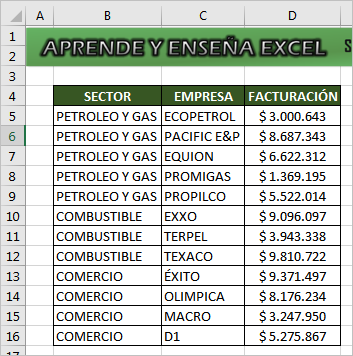 A B C D
1 APRENDE Y ENSEÑA EXCEL S
2
3
4 SECTOR EMPRESA FACTURACIÓN
5 PETROLEO Y GAS ECOPETROL $ 3.000.643
6 PETROLEO Y GAS PACIFIC E&P $ 8.687.343
7 PETROLEO Y GAS EQUION $ 6.622.312
8 PETROLEO Y GAS PROMIGAS $ 1.369.195
9 PETROLEO Y GAS PROPILCO $ 5.522.014
10 COMBUSTIBLE EXXO $ 9.096.097
11 COMBUSTIBLE TERPEL $ 3.943.338
12 COMBUSTIBLE TEXACO $ 9.810.722
13 COMERCIO ÉXITO $ 9.371.497
14 COMERCIO OLIMPICA $ 8.176.234
15 COMERCIO MACRO $ 3.247.950
16 COMERCIO D1 $ 5.275.867
17